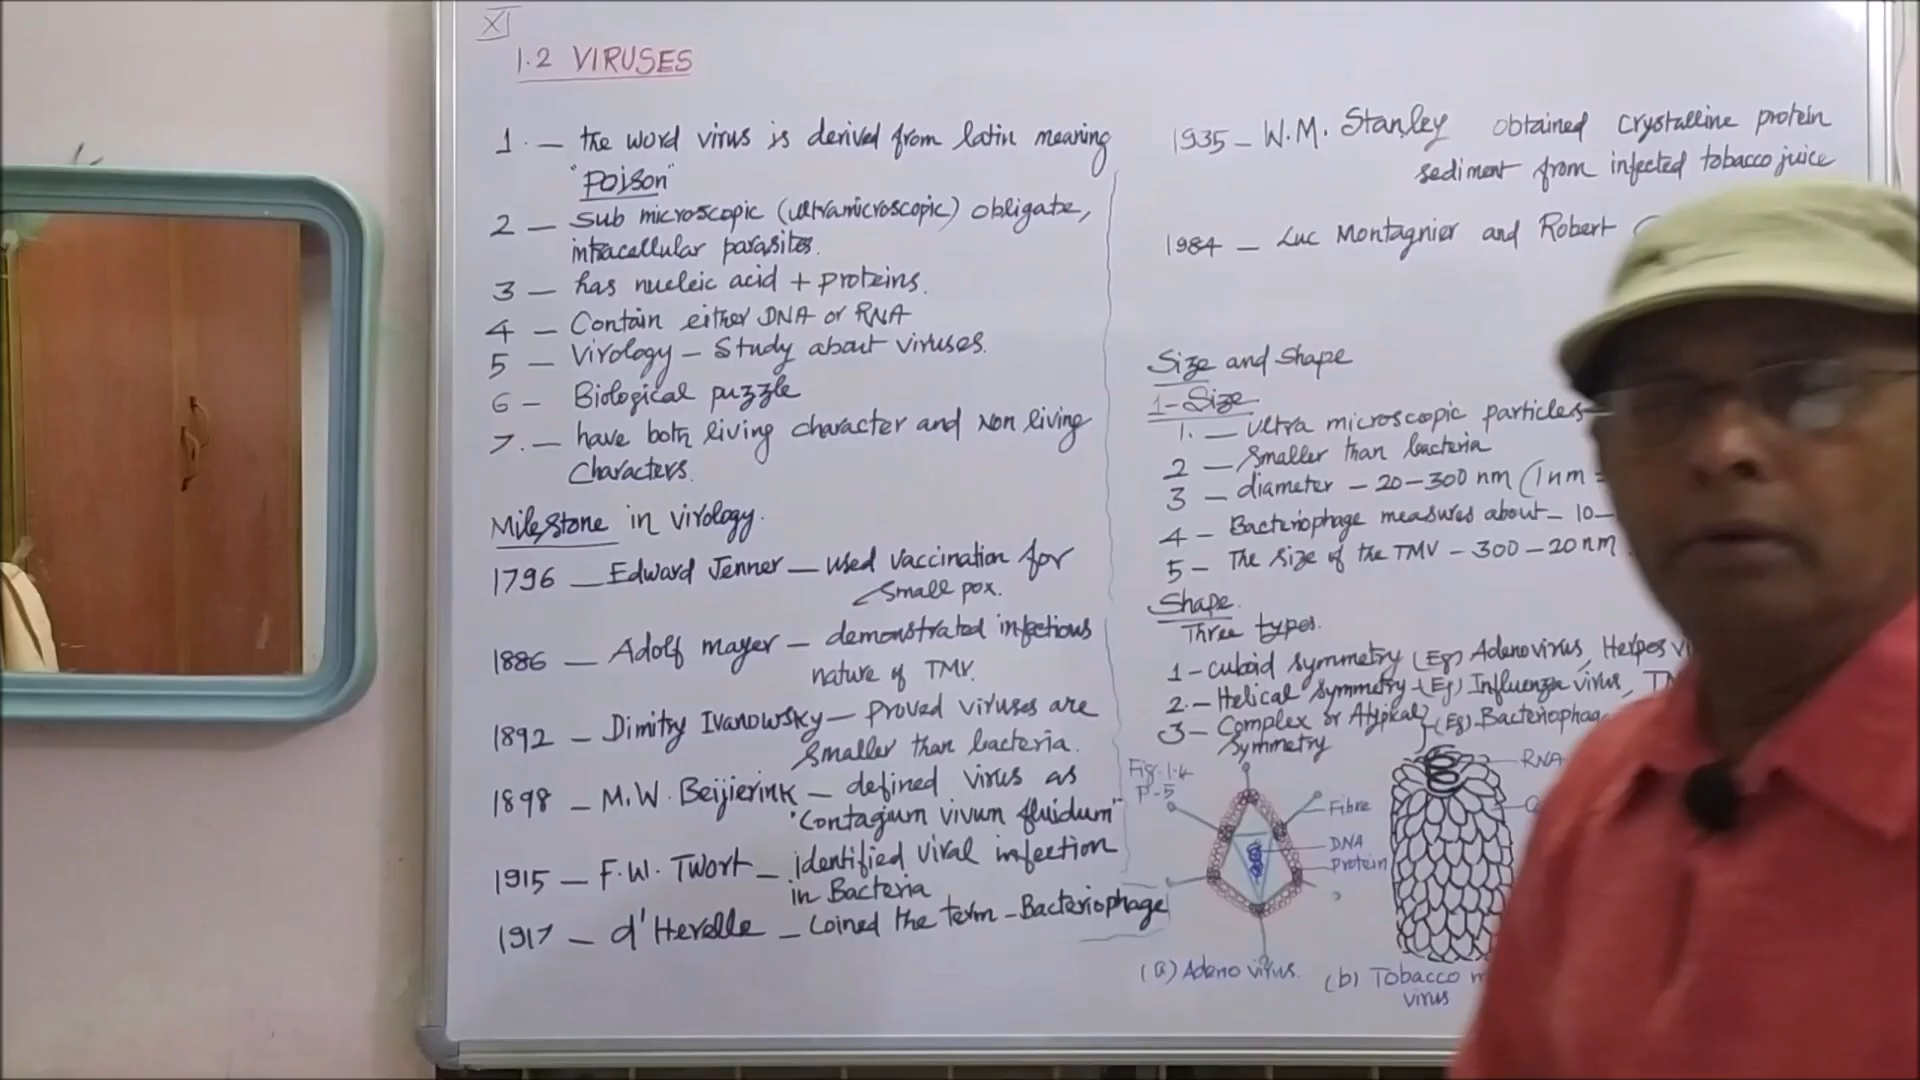 XI
1.2 VIRUSES
1. — the word virus is derived from latin meaning
"Poison"
2 — Sub microscopic (ultramicroscopic) obligate,
intracellular parasites.
3 — has nucleic acid + proteins.
4 — Contain either DNA or RNA
5 — Virology — Study about viruses.
6 — Biological puzzle
7. — have both living character and Non living
Characters.
Milestone in virology.
1796 — Edward Jenner — used vaccination for
Small pox.
1886 — Adolf mayer — demonstrated infectious
nature of TMV.
1892 — Dimitry Ivanowsky — Proved viruses are
Smaller than bacteria.
1898 — M.W. Beijierink — defined virus as
"Contagium vivum fluidum"
1915 — F.W. Twort — identified viral infection
in Bacteria
1917 — d'Herelle — Coined the term - Bacteriophage
1935 — W.M. Stanley obtained crystalline protein
sediment from infected tobacco juice
1984 — Luc Montagnier and Robert
Size and Shape
1-Size
1. — Ultra microscopic particles
2 — Smaller than bacteria
3 — diameter — 20-300 nm (1nm =
4 — Bacteriophage measures about — 10-
5 — The size of the TMV - 300-20nm.
Shape.
Three types.
1 - Cuboid symmetry (Eg) Adenovirus, Herpes
2. - Helical symmetry - (Eg) Influenza virus,
3 - Complex or Atypical (Eg). Bacteriophag
Symmetry
Fig-1.4
P-5
Fibre
DNA
Protein
(a) Adeno virus.
RNA
(b) Tobacco
virus